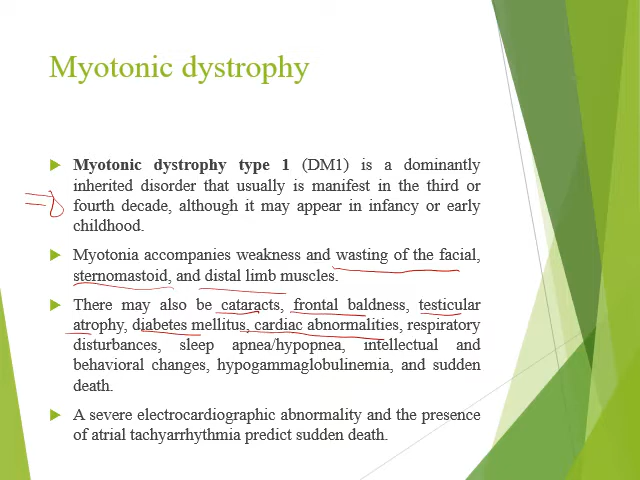 Myotonic dystrophy
Myotonic dystrophy type 1 (DM1) is a dominantly
inherited disorder that usually is manifest in the third or
fourth decade, although it may appear in infancy or early
childhood.
Myotonia accompanies weakness and wasting of the facial,
sternomastoid, and distal limb muscles.
There may also be cataracts, frontal baldness, testicular
atrophy, diabetes mellitus, cardiac abnormalities, respiratory
disturbances, sleep apnea/hypopnea, intellectual and
behavioral changes, hypogammaglobulinemia, and sudden
death.
A severe electrocardiographic abnormality and the presence
of atrial tachyarrhythmia predict sudden death.